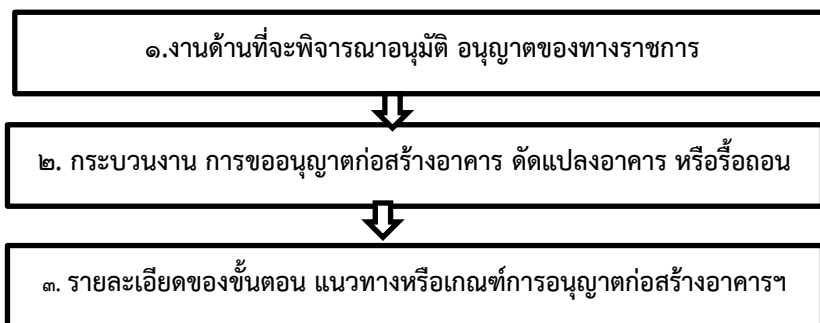 ๑.งานด้านที่จะพิจารณาอนุมัติ อนุญาตของทางราชการ
๒. กระบวนงาน การขออนุญาตก่อสร้างอาคาร ดัดแปลงอาคาร หรือรื้อถอน
๓. รายละเอียดของขั้นตอน แนวทางหรือเกณฑ์การอนุญาตก่อสร้างอาคารฯ